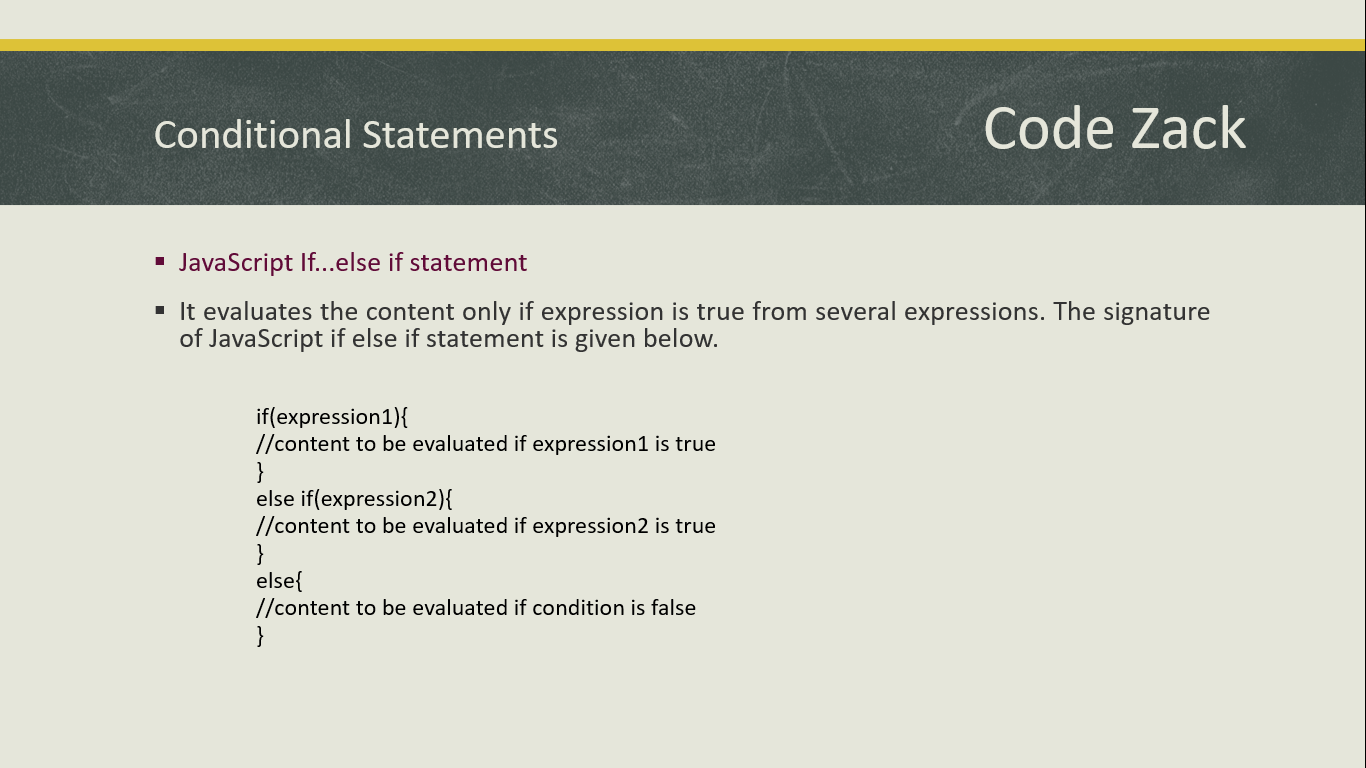 Conditional Statements
Code Zack
▪ JavaScript If...else if statement
▪ It evaluates the content only if expression is true from several expressions. The signature
of JavaScript if else if statement is given below.
if(expression1){
//content to be evaluated if expression1 is true
}
else if(expression2){
//content to be evaluated if expression2 is true
}
else{
//content to be evaluated if condition is false
}